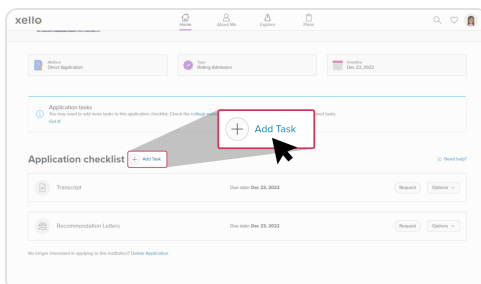 xello
Home
About Me
Explore
Plans
Method
Direct Application
Type
Rolling Admission
Deadline
Dec 23, 2022
Application tasks
You may need to add more tasks to this application checklist. Check the college
Got it!
Add Task
Application checklist
Add Task
Need help?
Transcript
Due date: Dec 23, 2022
Request
Options
Recommendation Letters
Due date: Dec 23, 2022
Request
Options
No longer interested in applying to this institution? Delete Application